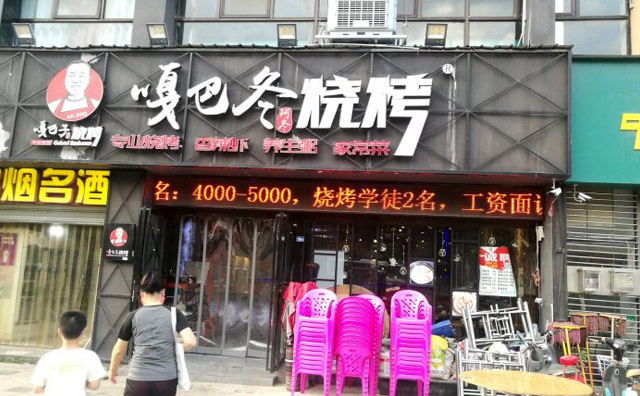 嘎巴冬烧烤
阿冬
®
嘎巴冬烧烤
专业烧烤 香辣虾 养生粥 家常菜
烟名酒
名：4000-5000，烧烤学徒2名，工资面议
诚聘